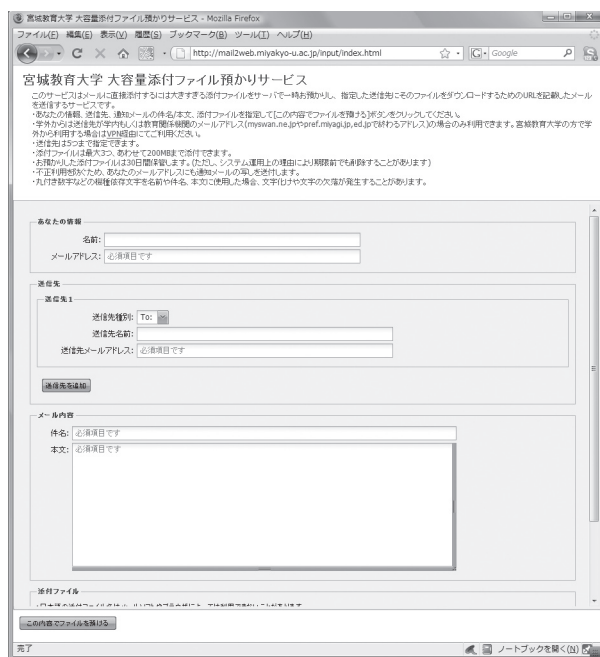 宮城教育大学 大容量添付ファイル預かりサービス - Mozilla Firefox
ファイル(F) 編集(E) 表示(V) 履歴(S) ブックマーク(B) ツール(T) ヘルプ(H)
http://mail2web.miyakyo-u.ac.jp/input/index.html
Google
宮城教育大学 大容量添付ファイル預かりサービス
このサービスはメールに直接添付するには大きすぎる添付ファイルをサーバで一時お預かりし、指定した送信先にそのファイルをダウンロードするためのURLを記載したメール
を送信するサービスです。
・あなたの情報、送信先、通知メールの件名/本文、添付ファイルを指定して[この内容でファイルを預ける]ボタンをクリックしてください。
・学外からは送信先が学内もしくは教育関係機関のメールアドレス(myswan.ne.jpやpref.miyagi.jp,ed.jpで終わるアドレス)の場合のみ利用できます。宮城教育大学の方で学
外から利用する場合はVPN経由にてご利用ください。
・送信先は5つまで指定できます。
・添付ファイルは最大3つ、あわせて200MBまで添付できます。
・お預かりした添付ファイルは30日間保管します。(ただし、システム運用上の理由により期限前でも削除することがあります)
・不正利用を防ぐため、あなたのメールアドレスにも通知メールの写しを送付します。
・丸付き数字などの機種依存文字を名前や件名、本文に使用した場合、文字化けや文字の欠落が発生することがあります。
あなたの情報
名前:
メールアドレス: 必須項目です
送信先
送信先1
送信先種別: To:
送信先名前:
送信先メールアドレス: 必須項目です
送信先を追加
メール内容
件名: 必須項目です
本文: 必須項目です
添付ファイル
この内容でファイルを預ける
完了
ノートブックを開く(N)